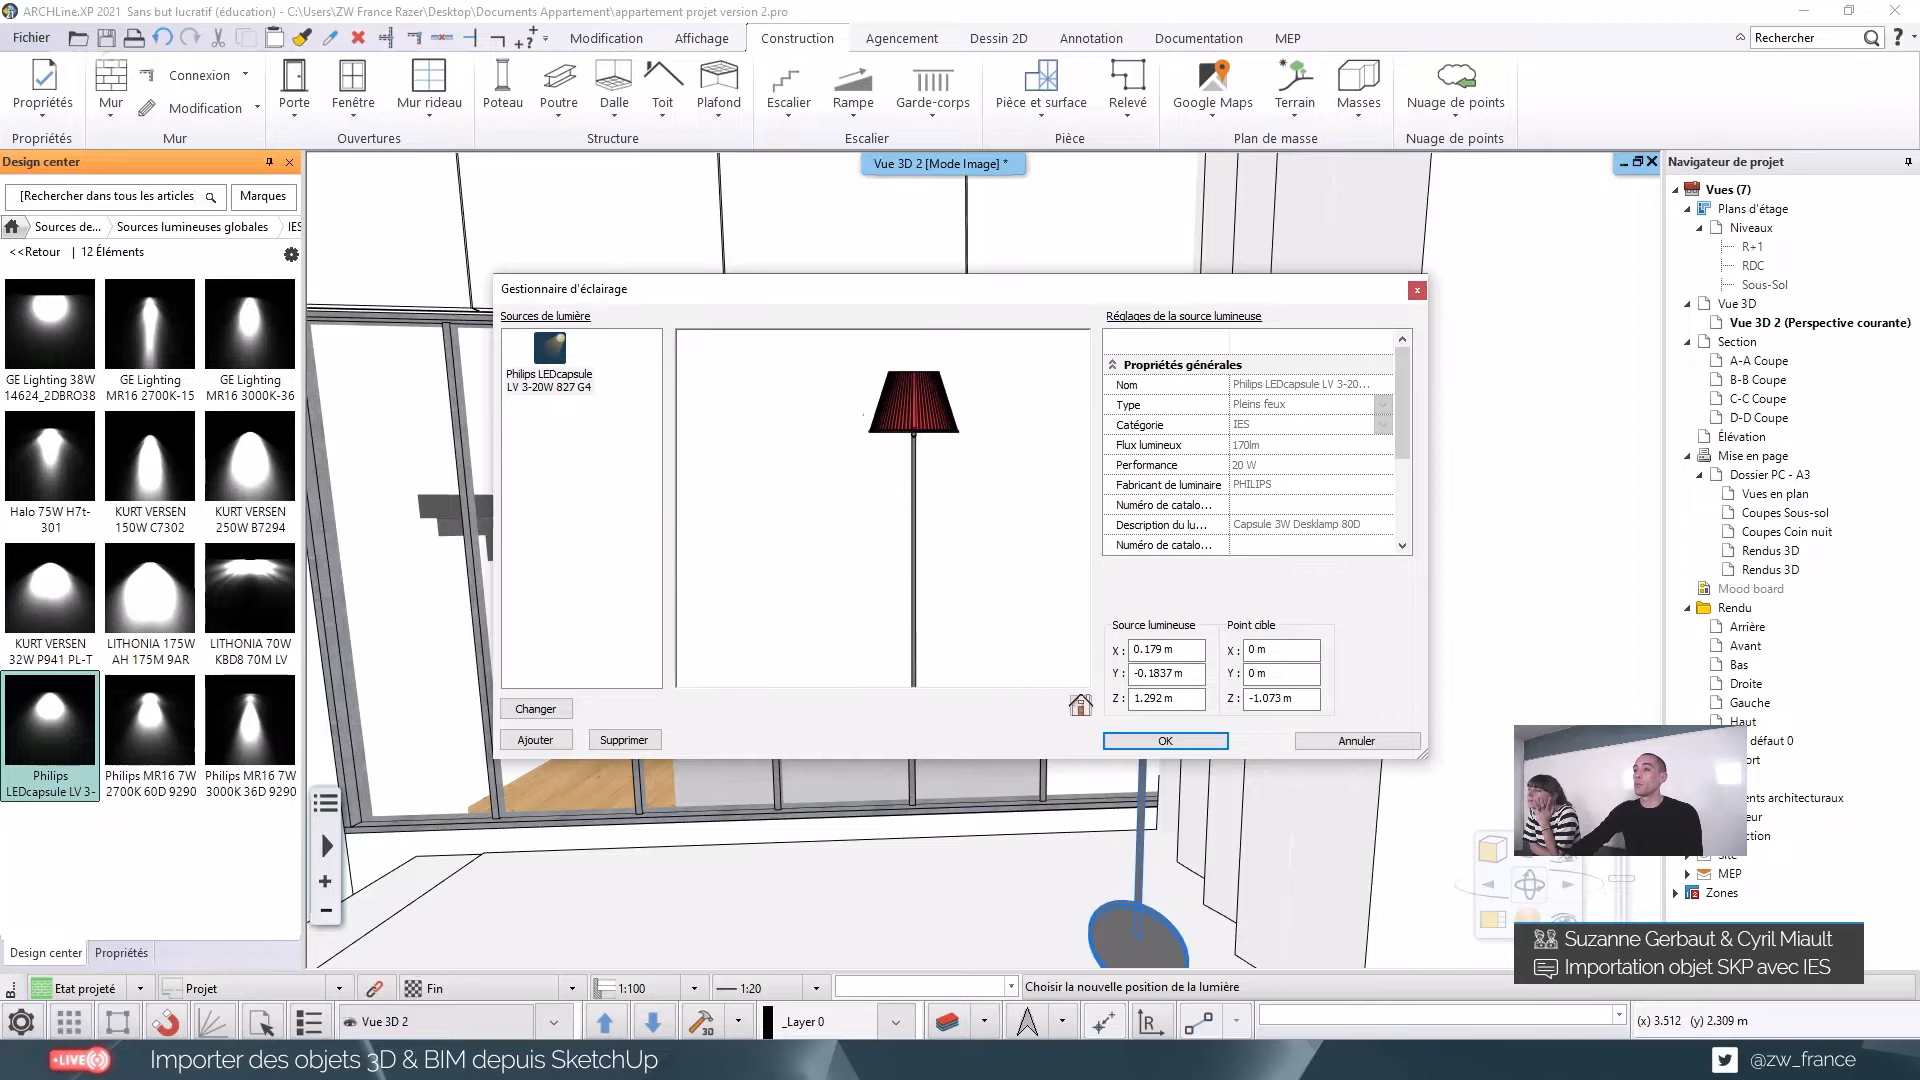 ARCHLine.XP 2021 Sans but lucratif (éducation) - C:\Users\ZW France Razer\Desktop\Documents Appartement\appartement projet version 2.pro
Fichier
Modification
Affichage
Construction
Agencement
Dessin 2D
Annotation
Documentation
MEP
Rechercher
Propriétés
Mur
Connexion
Modification
Porte
Fenêtre
Mur rideau
Poteau
Poutre
Dalle
Toit
Plafond
Escalier
Rampe
Garde-corps
Pièce et surface
Relevé
Google Maps
Terrain
Masses
Nuage de points
Propriétés
Mur
Ouvertures
Structure
Escalier
Pièce
Plan de masse
Nuage de points
Design center
[Rechercher dans tous les articles
Marques
Sources de...
Sources lumineuses globales
IES
<<Retour | 12 Éléments
GE Lighting 38W 14624_2DBRO38
GE Lighting MR16 2700K-15
GE Lighting MR16 3000K-36
Halo 75W H7t-301
KURT VERSEN 150W C7302
KURT VERSEN 250W B7294
KURT VERSEN 32W P941 PL-T
LITHONIA 175W AH 175M 9AR
LITHONIA 70W KBD8 70M LV
Philips LEDcapsule LV 3-
Philips MR16 7W 2700K 60D 9290
Philips MR16 7W 3000K 36D 9290
Design center
Propriétés
Vue 3D 2 [Mode Image] *
Gestionnaire d'éclairage
Sources de lumière
Philips LEDcapsule
LV 3-20W 827 G4
Changer
Ajouter
Supprimer
Réglages de la source lumineuse
Propriétés générales
Nom Philips LEDcapsule LV 3-20...
Type Pleins feux
Catégorie IES
Flux lumineux 170lm
Performance 20 W
Fabricant de luminaire PHILIPS
Numéro de catalo...
Description du lu... Capsule 3W Desklamp 80D
Numéro de catalo...
Source lumineuse
Point cible
X : 0.179 m X : 0 m
Y : -0.1837 m Y : 0 m
Z : 1.292 m Z : -1.073 m
OK
Annuler
Navigateur de projet
Vues (7)
Plans d'étage
Niveaux
R+1
RDC
Sous-Sol
Vue 3D
Vue 3D 2 (Perspective courante)
Section
A-A Coupe
B-B Coupe
C-C Coupe
D-D Coupe
Élévation
Mise en page
Dossier PC - A3
Vues en plan
Coupes Sous-sol
Coupes Coin nuit
Rendus 3D
Rendus 3D
Mood board
Rendu
Arrière
Avant
Bas
Droite
Gauche
Haut
défaut 0
ort
ents architecturaux
eur
ction
Site
MEP
Zones
Suzanne Gerbaut & Cyril Miault
Importation objet SKP avec IES
B...
Etat projeté
Projet
Fin
1:100
1:20
Choisir la nouvelle position de la lumière
Vue 3D 2
3D
_Layer 0
R
(x) 3.512 (y) 2.309 m
LIVE
Importer des objets 3D & BIM depuis SketchUp
@zw_france